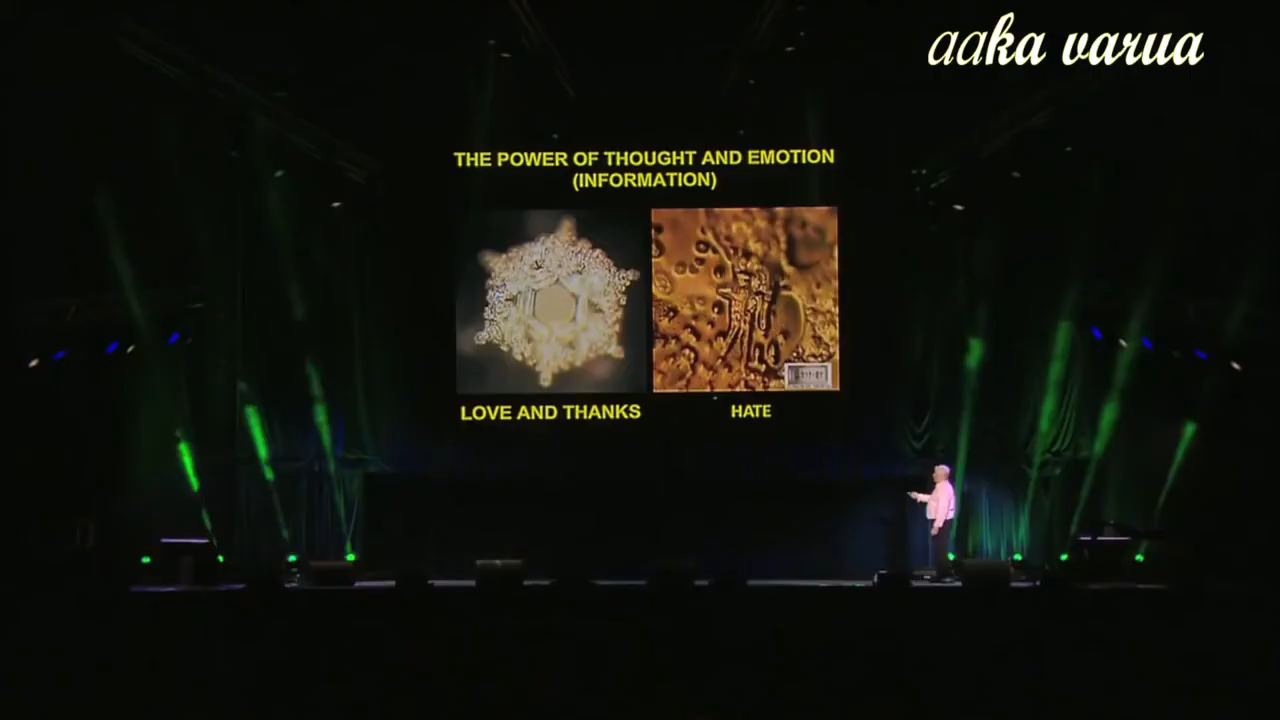 aaka varua
THE POWER OF THOUGHT AND EMOTION
(INFORMATION)
LOVE AND THANKS
HATE